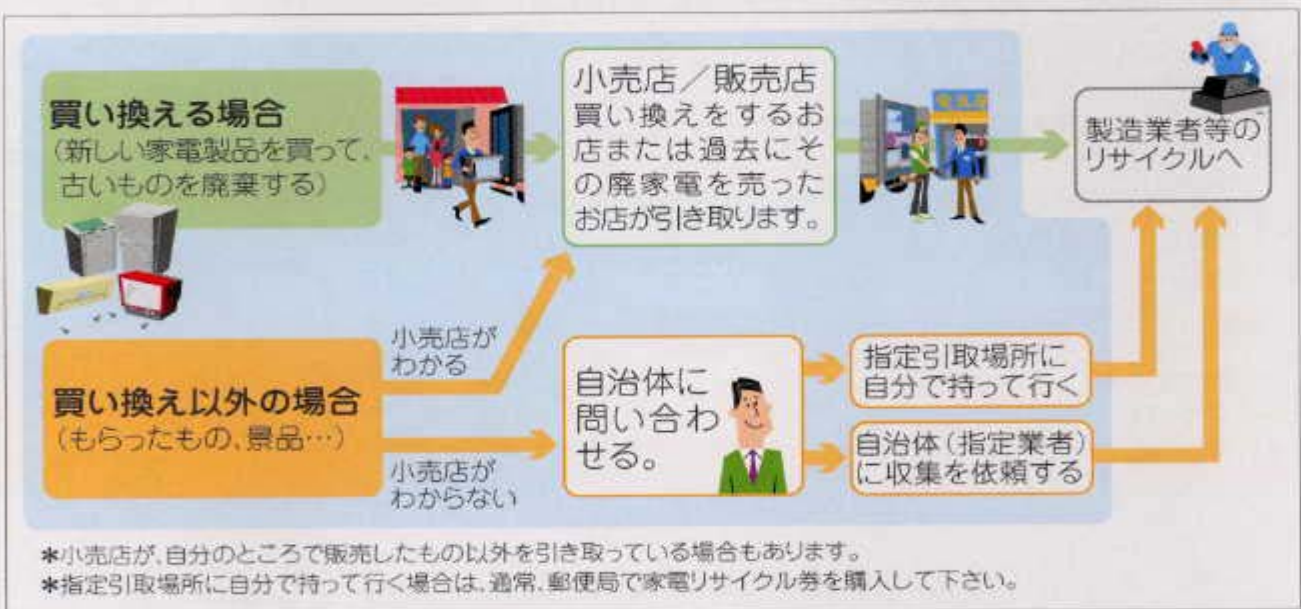 買い換える場合
(新しい家電製品を買って、
古いものを廃棄する)
小売店／販売店
買い換えをするお
店または過去にそ
の廃家電を売った
お店が引き取ります。
製造業者等の
リサイクルへ
買い換え以外の場合
(もらったもの、景品…)
小売店が
わかる
小売店が
わからない
自治体に
問い合わ
せる。
指定引取場所に
自分で持って行く
自治体(指定業者)
に収集を依頼する
＊小売店が、自分のところで販売したもの以外を引き取っている場合もあります。
＊指定引取場所に自分で持って行く場合は、通常、郵便局で家電リサイクル券を購入して下さい。